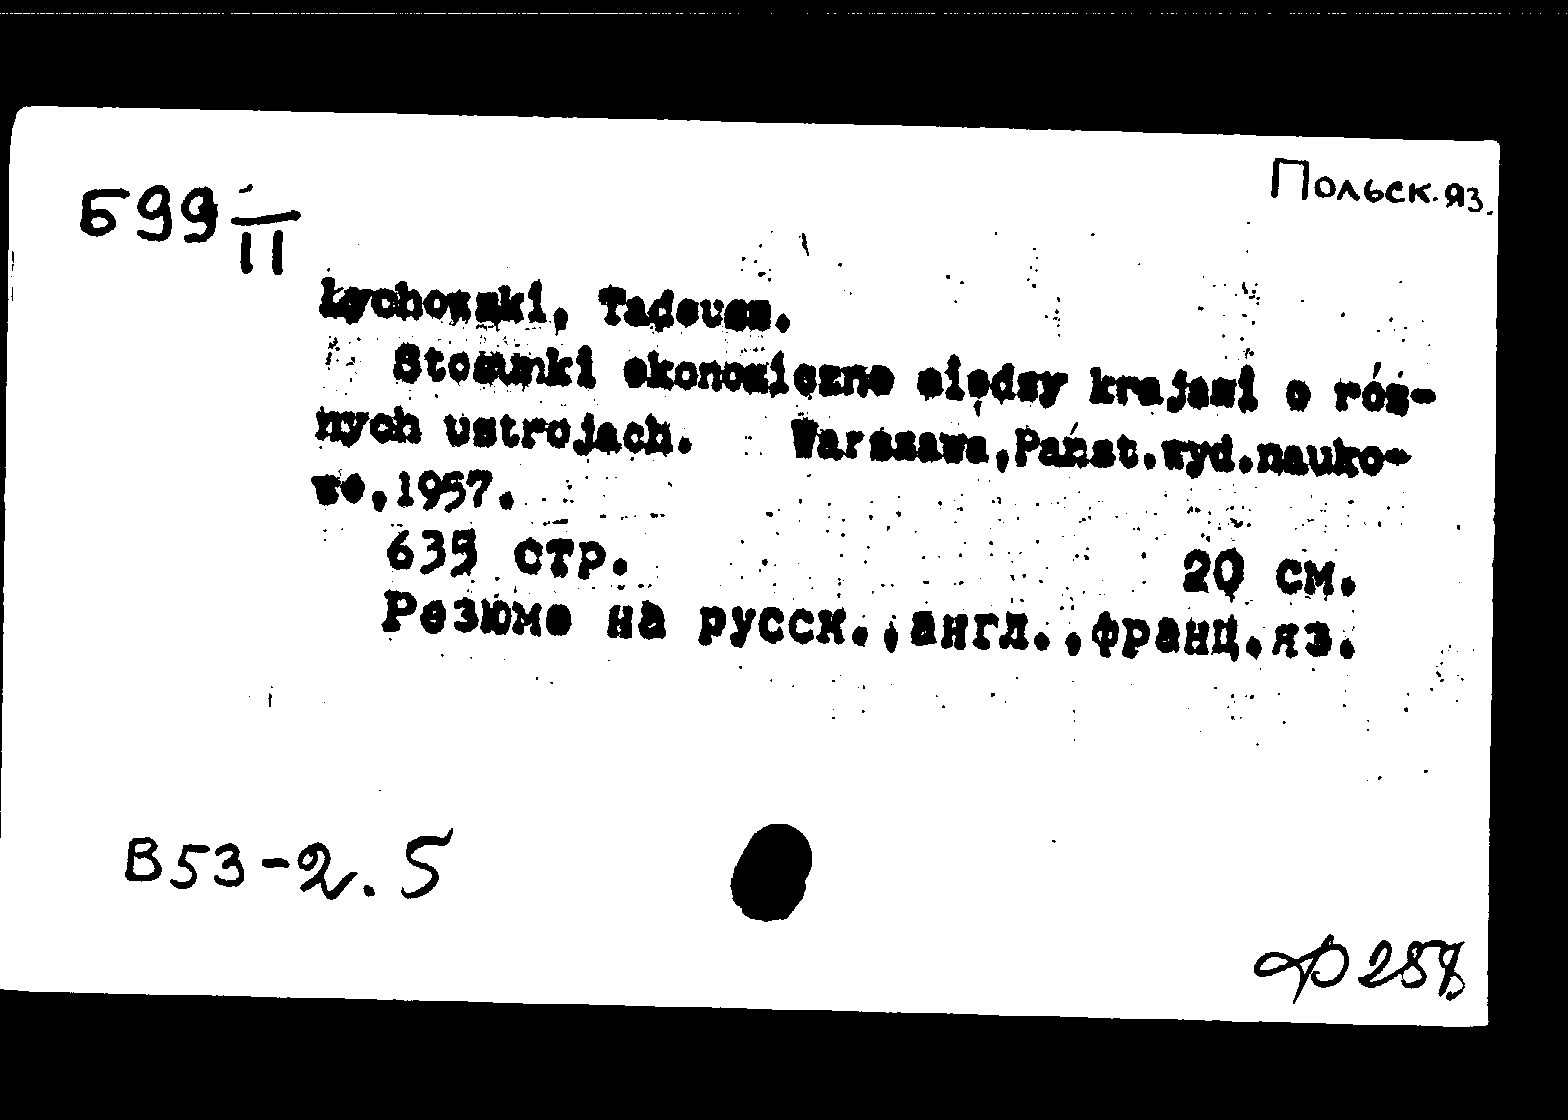 Польск. яз.
599 II
Łychowski, Tadeusz.
Stosunki ekonomiczne między krajami o róż-
nych ustrojach. Warszawa, Państ.wyd.nauko-
we, 1957.
635 стр. 20 см.
Резюме на русск., англ., франц.яз.
В53-2.5